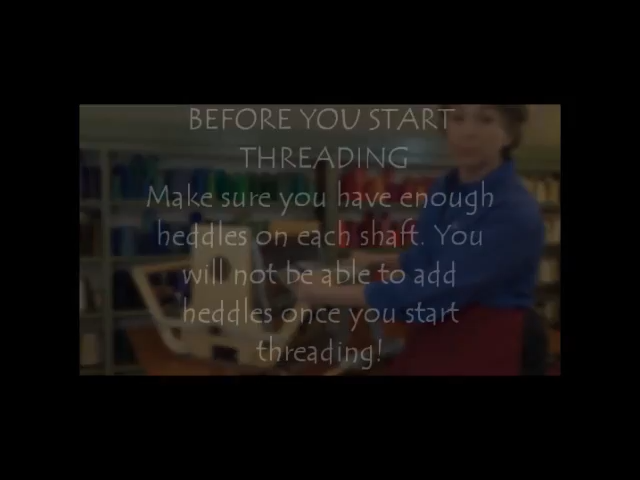 BEFORE YOU START
THREADING
Make sure you have enough
heddles on each shaft. You
will not be able to add
heddles once you start
threading!